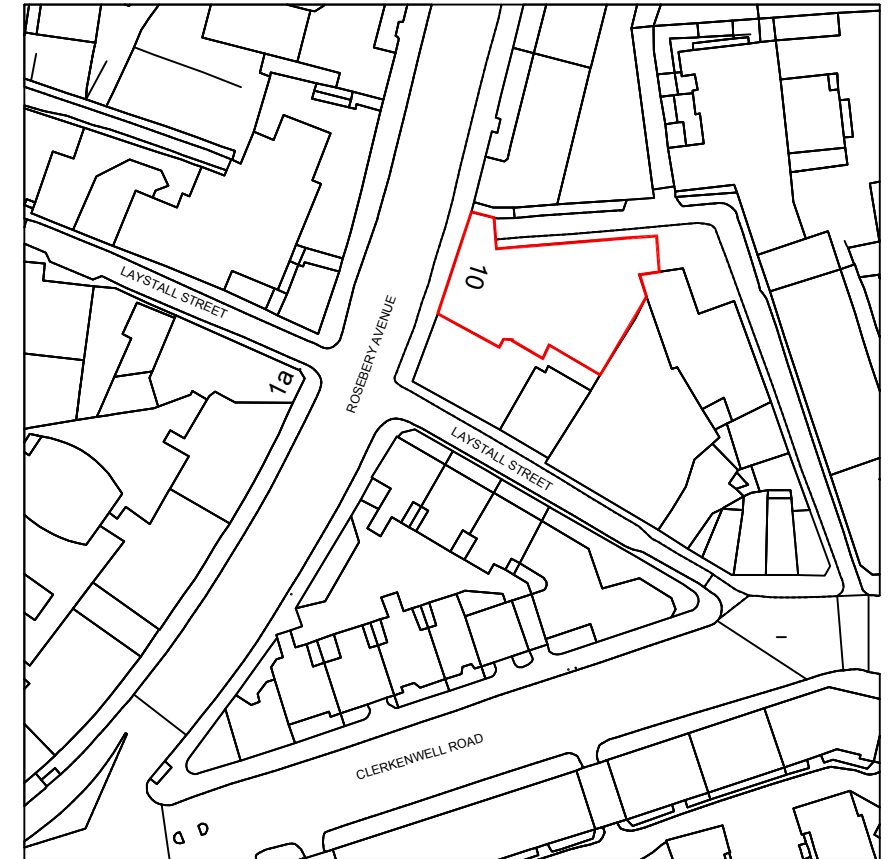 LAYSTALL STREET
10
ROSEBERY AVENUE
1a
LAYSTALL STREET
CLERKENWELL ROAD